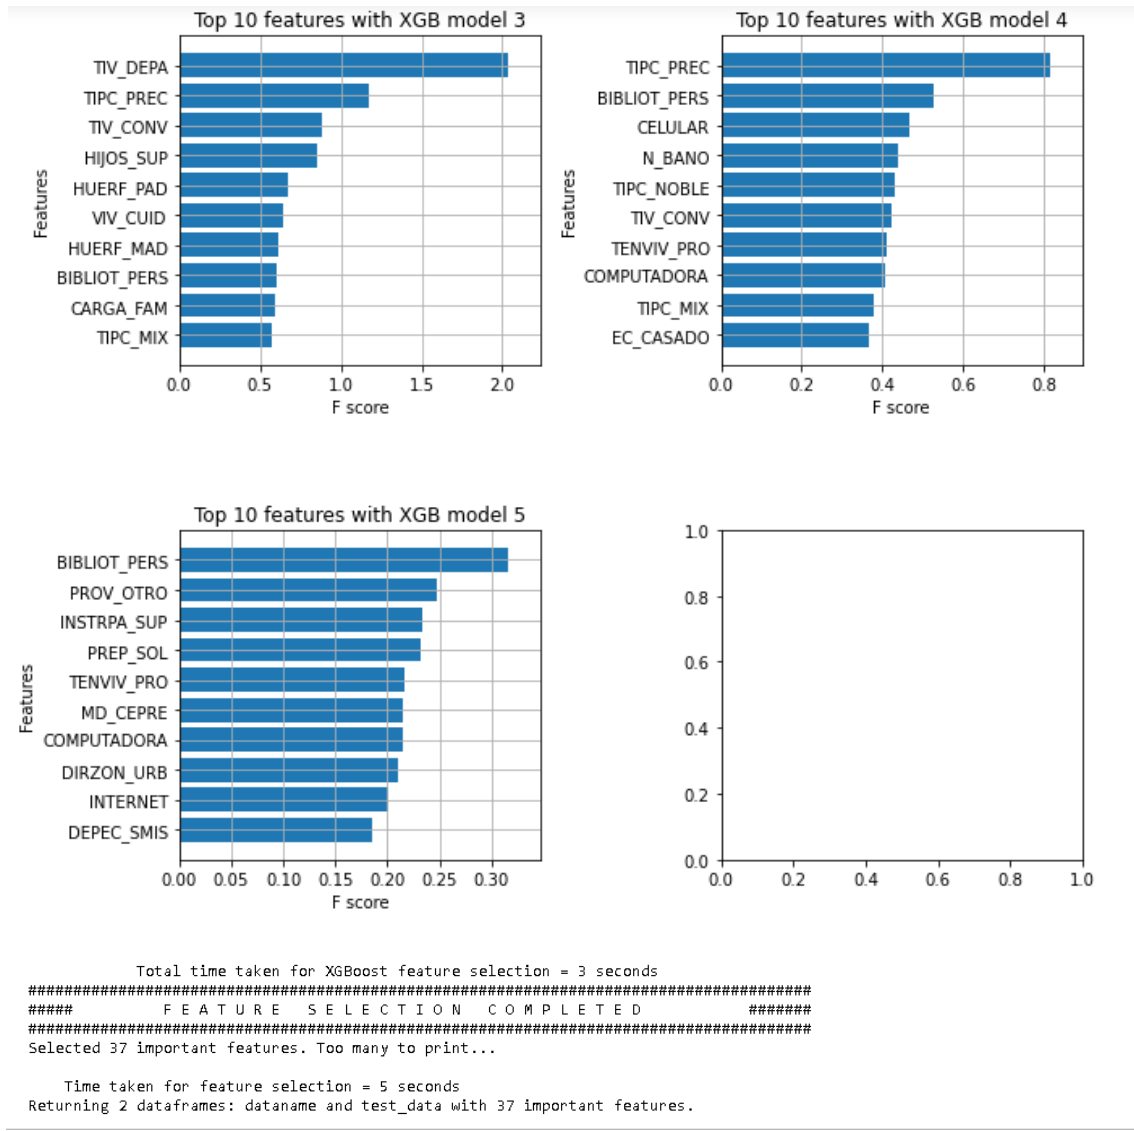 Top 10 features with XGB model 3
TIV_DEPA
TIPC_PREC
TIV_CONV
HIJOS_SUP
HUERF_PAD
VIV_CUID
HUERF_MAD
BIBLIOT_PERS
CARGA_FAM
TIPC_MIX
Features
0.0 0.5 1.0 1.5 2.0
F score
Top 10 features with XGB model 4
TIPC_PREC
BIBLIOT_PERS
CELULAR
N_BANO
TIPC_NOBLE
TIV_CONV
TENVIV_PRO
COMPUTADORA
TIPC_MIX
EC_CASADO
Features
0.0 0.2 0.4 0.6 0.8
F score
Top 10 features with XGB model 5
BIBLIOT_PERS
PROV_OTRO
INSTRPA_SUP
PREP_SOL
TENVIV_PRO
MD_CEPRE
COMPUTADORA
DIRZON_URB
INTERNET
DEPEC_SMIS
Features
0.00 0.05 0.10 0.15 0.20 0.25 0.30
F score
1.0
0.8
0.6
0.4
0.2
0.0
0.0 0.2 0.4 0.6 0.8 1.0
Total time taken for XGBoost feature selection = 3 seconds
#######################################################################################
##### F E A T U R E S E L E C T I O N C O M P L E T E D #######
#######################################################################################
Selected 37 important features. Too many to print...
Time taken for feature selection = 5 seconds
Returning 2 dataframes: dataname and test_data with 37 important features.